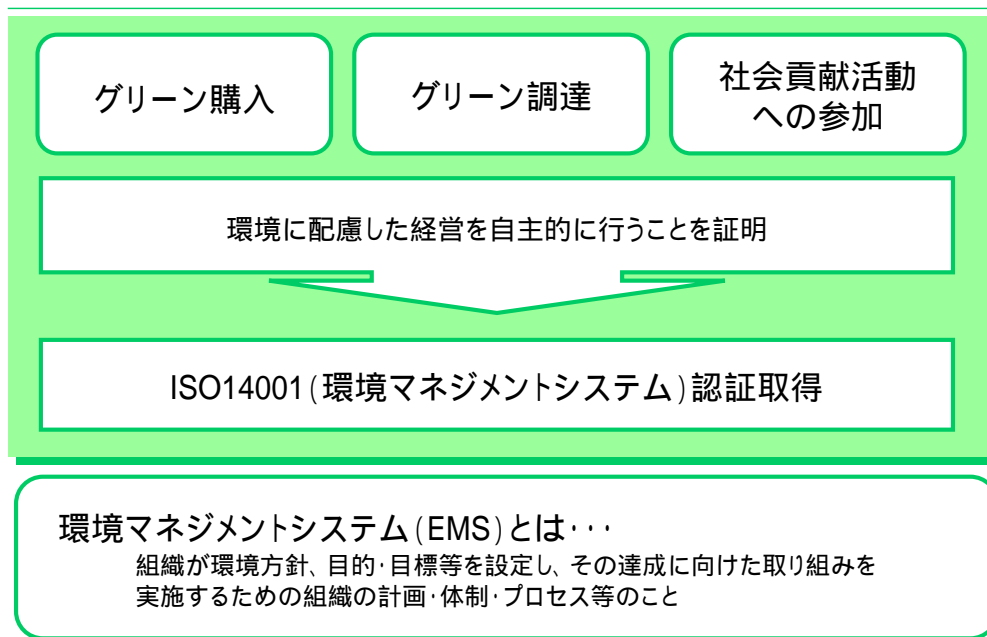 グリーン購入
グリーン調達
社会貢献活動
への参加
環境に配慮した経営を自主的に行うことを証明
ISO14001(環境マネジメントシステム)認証取得
環境マネジメントシステム(EMS)とは･･･
組織が環境方針、目的･目標等を設定し、その達成に向けた取り組みを
実施するための組織の計画･体制･プロセス等のこと